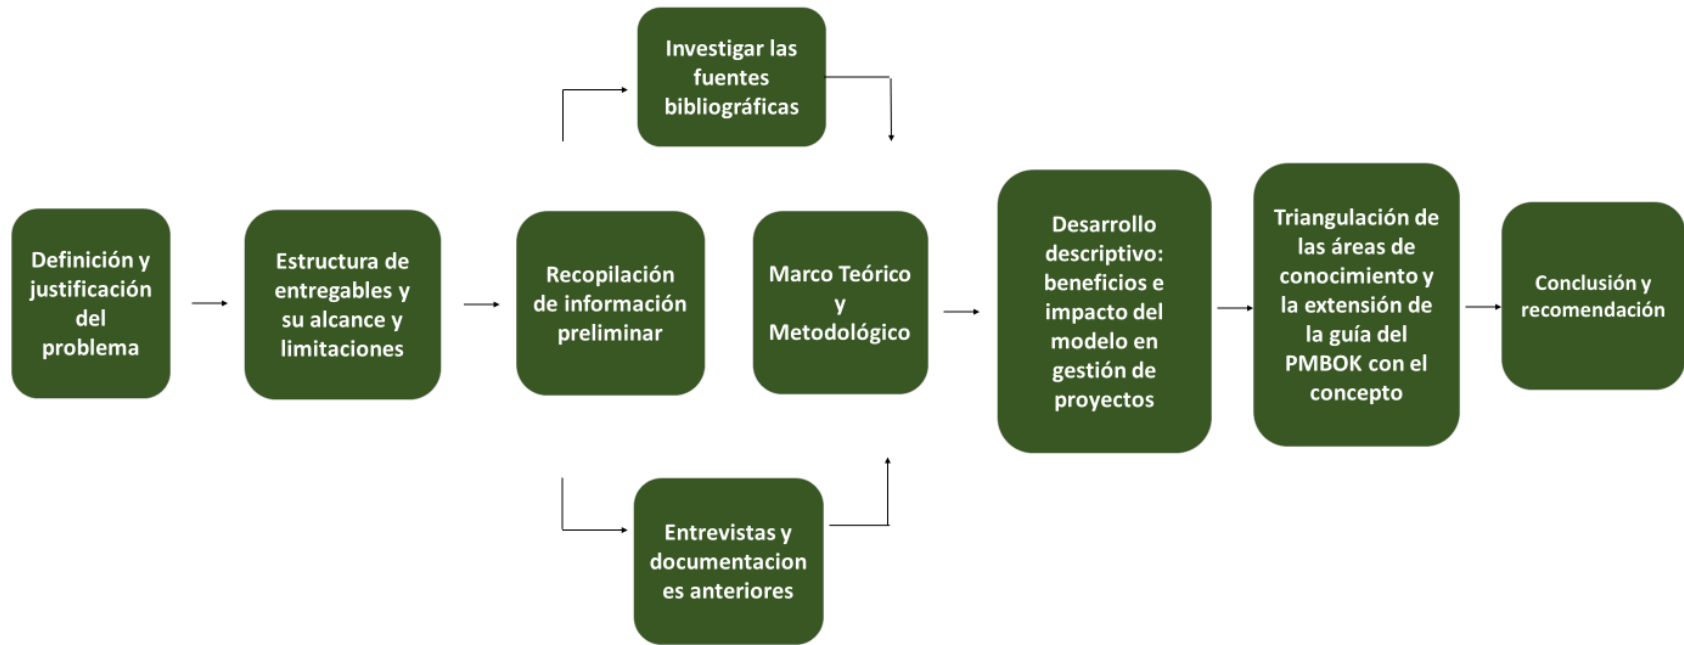 Definición y
justificación
del
problema
Estructura de
entregables y
su alcance y
limitaciones
Recopilación
de información
preliminar
Investigar las
fuentes
bibliográficas
Entrevistas y
documentacion
es anteriores
Marco Teórico
y
Metodológico
Desarrollo
descriptivo:
beneficios e
impacto del
modelo en
gestión de
proyectos
Triangulación de
las áreas de
conocimiento y
la extensión de
la guía del
PMBOK con el
concepto
Conclusión y
recomendación